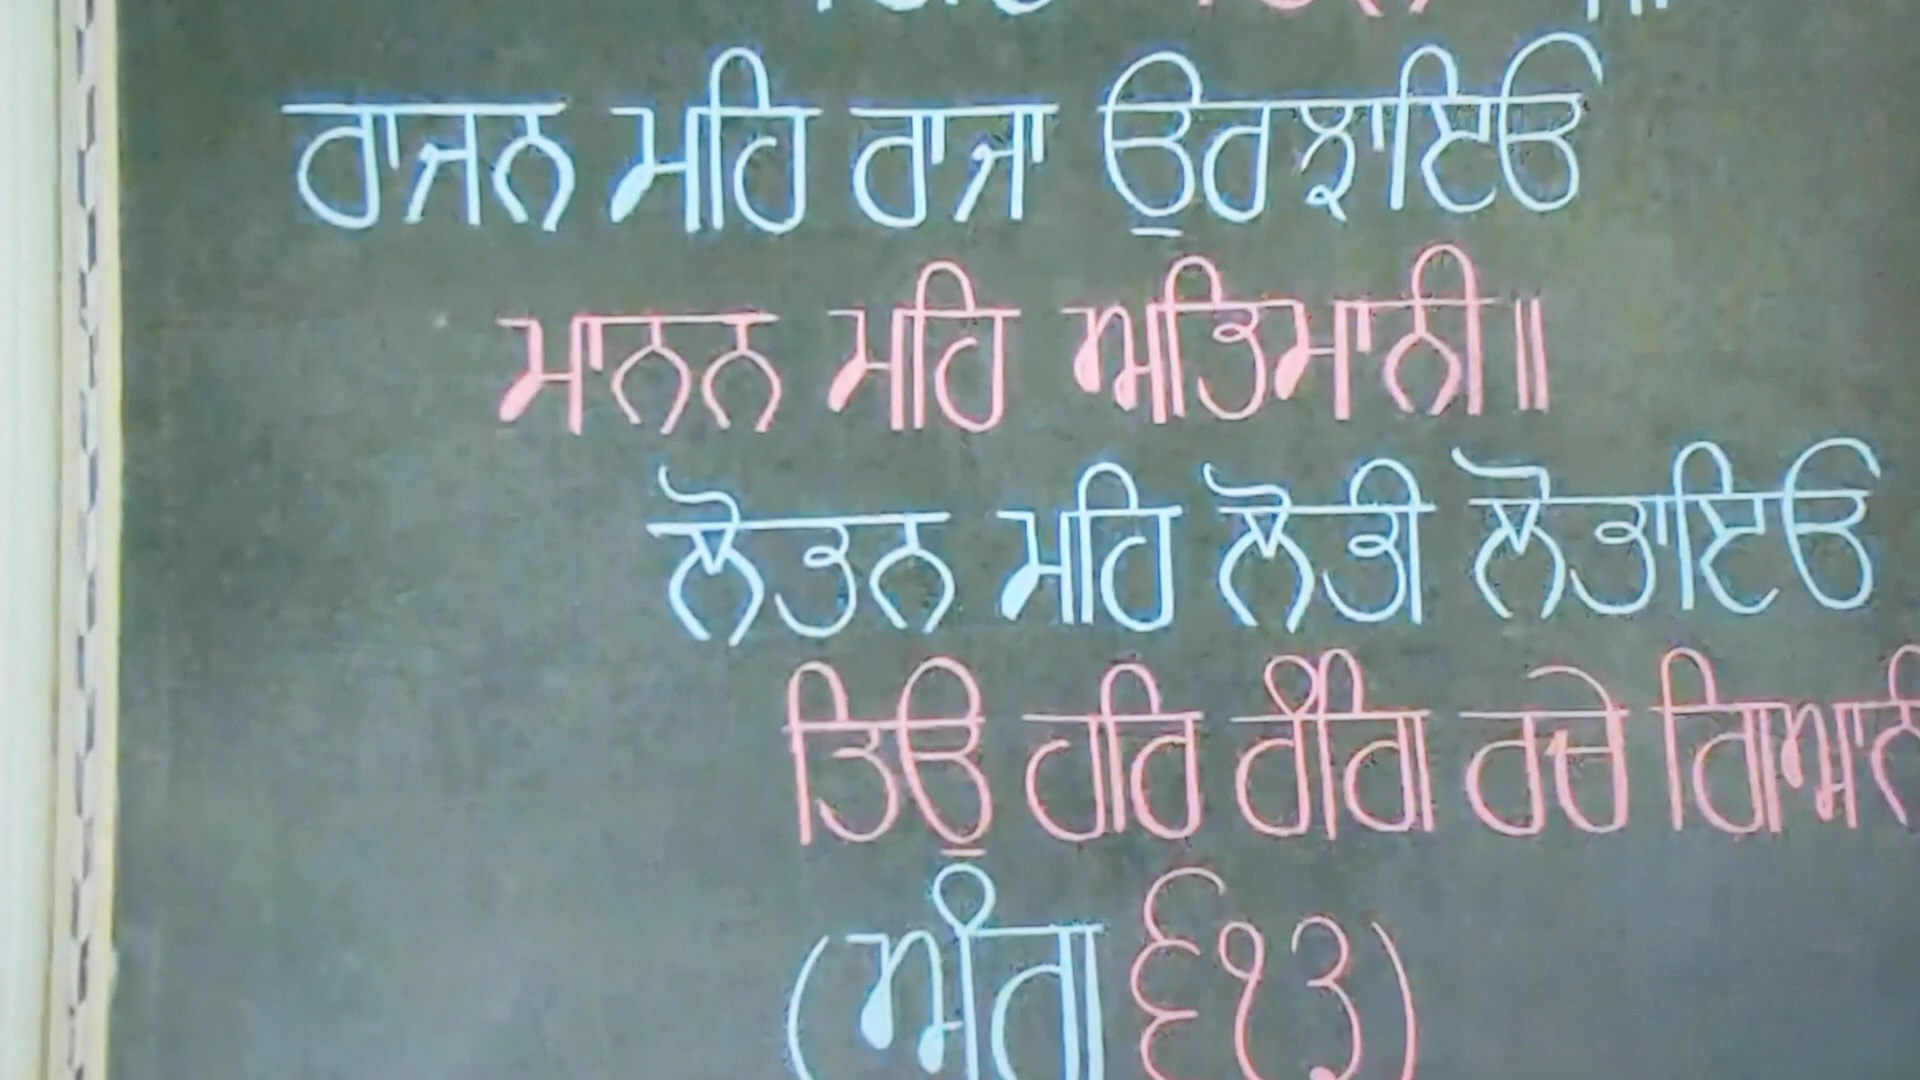 ਰਾਜਨ ਮਹਿ ਰਾਜਾ ਉਰਝਾਇਓ
ਮਾਨਨ ਮਹਿ ਅਭਿਮਾਨੀ॥
ਲੋਭਨ ਮਹਿ ਲੋਭੀ ਲੋਭਾਇਓ
ਤਿਉ ਹਰਿ ਰੰਗਿ ਰਚੇ
(ਅੰਗ ੬੧੩)